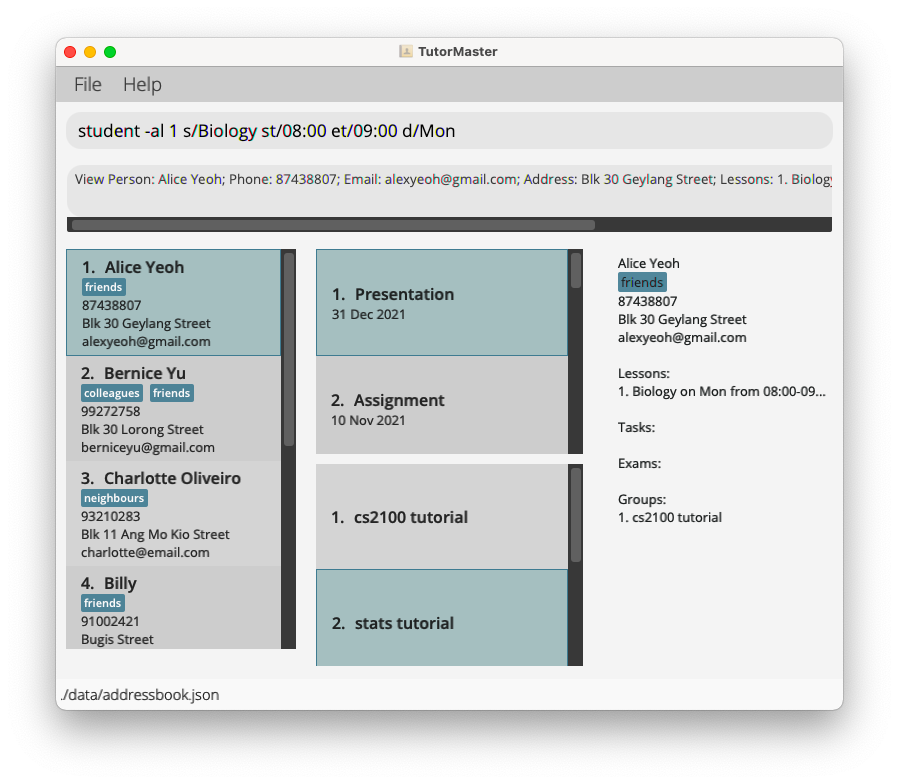 TutorMaster
File Help
student -al 1 s/Biology st/08:00 et/09:00 d/Mon
View Person: Alice Yeoh; Phone: 87438807; Email: alexyeoh@gmail.com; Address: Blk 30 Geylang Street; Lessons: 1. Biology
1. Alice Yeoh
friends
87438807
Blk 30 Geylang Street
alexyeoh@gmail.com
2. Bernice Yu
colleagues friends
99272758
Blk 30 Lorong Street
berniceyu@gmail.com
3. Charlotte Oliveiro
neighbours
93210283
Blk 11 Ang Mo Kio Street
charlotte@email.com
4. Billy
friends
91002421
Bugis Street
1. Presentation
31 Dec 2021
2. Assignment
10 Nov 2021
1. cs2100 tutorial
2. stats tutorial
Alice Yeoh
friends
87438807
Blk 30 Geylang Street
alexyeoh@gmail.com
Lessons:
1. Biology on Mon from 08:00-09...
Tasks:
Exams:
Groups:
1. cs2100 tutorial
./data/addressbook.json